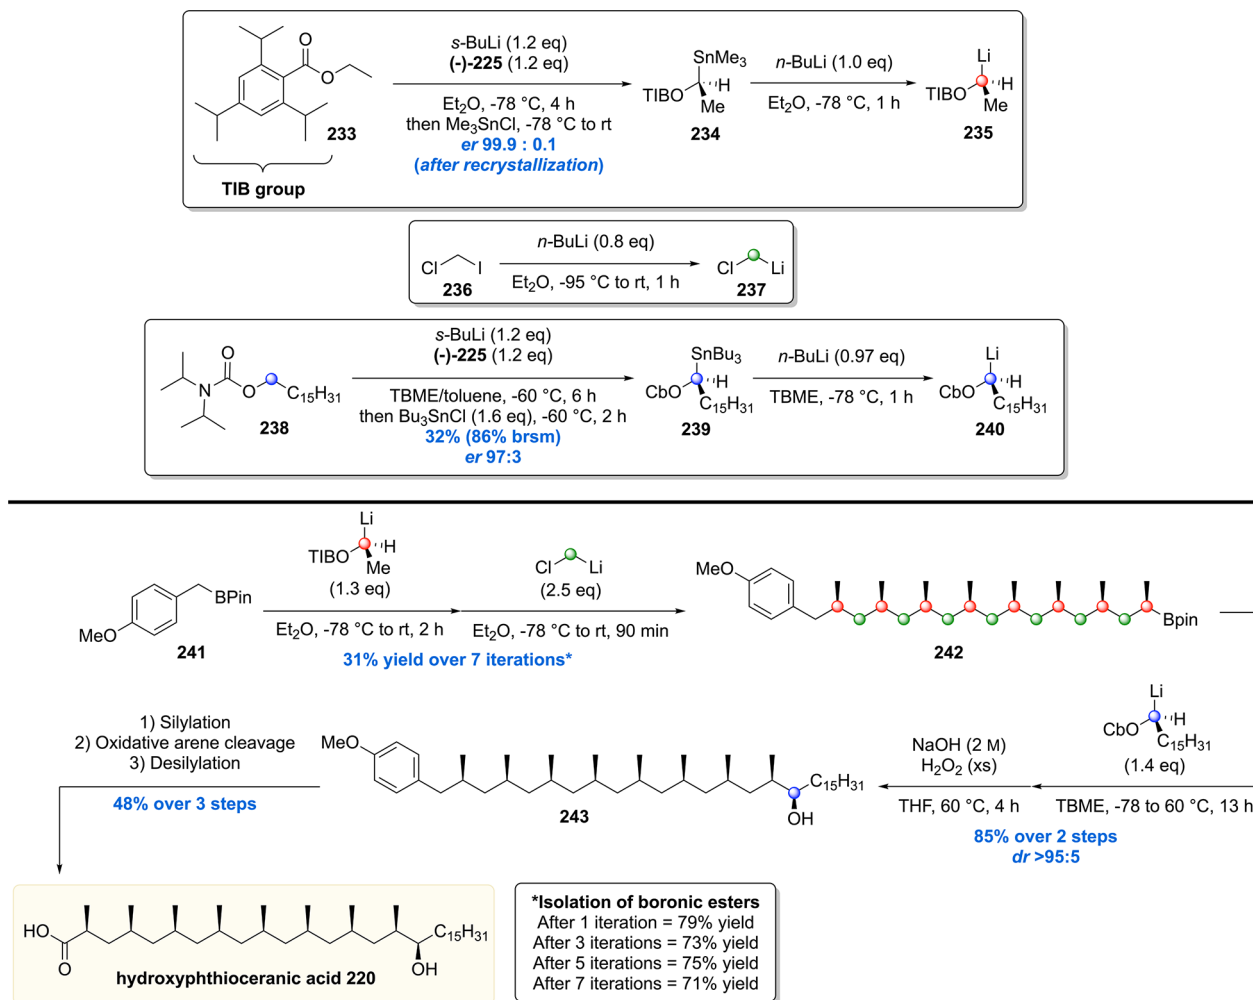 s-BuLi (1.2 eq)
(-)-225 (1.2 eq)
Et₂O, -78 °C, 4 h
then Me₃SnCl, -78 °C to rt
er 99.9 : 0.1
(after recrystallization)
O
O
233
TIB group
SnMe₃
TIBO
H
Me
234
n-BuLi (1.0 eq)
Et₂O, -78 °C, 1 h
Li
TIBO
H
Me
235
Cl
I
236
n-BuLi (0.8 eq)
Et₂O, -95 °C to rt, 1 h
Cl
Li
237
O
N
O
C₁₅H₃₁
238
s-BuLi (1.2 eq)
(-)-225 (1.2 eq)
TBME/toluene, -60 °C, 6 h
then Bu₃SnCl (1.6 eq), -60 °C, 2 h
32% (86% brsm)
er 97:3
SnBu₃
CbO
H
C₁₅H₃₁
239
n-BuLi (0.97 eq)
TBME, -78 °C, 1 h
Li
CbO
H
C₁₅H₃₁
240
BPin
MeO
241
Li
TIBO
H
Me
(1.3 eq)
Et₂O, -78 °C to rt, 2 h
Cl
Li
(2.5 eq)
Et₂O, -78 °C to rt, 90 min
31% yield over 7 iterations*
MeO
Bpin
242
Li
CbO
H
C₁₅H₃₁
(1.4 eq)
TBME, -78 to 60 °C, 13 h
NaOH (2 M)
H₂O₂ (xs)
THF, 60 °C, 4 h
85% over 2 steps
dr >95:5
MeO
C₁₅H₃₁
OH
243
1) Silylation
2) Oxidative arene cleavage
3) Desilylation
48% over 3 steps
HO
O
C₁₅H₃₁
OH
hydroxyphthioceranic acid 220
*Isolation of boronic esters
After 1 iteration = 79% yield
After 3 iterations = 73% yield
After 5 iterations = 75% yield
After 7 iterations = 71% yield